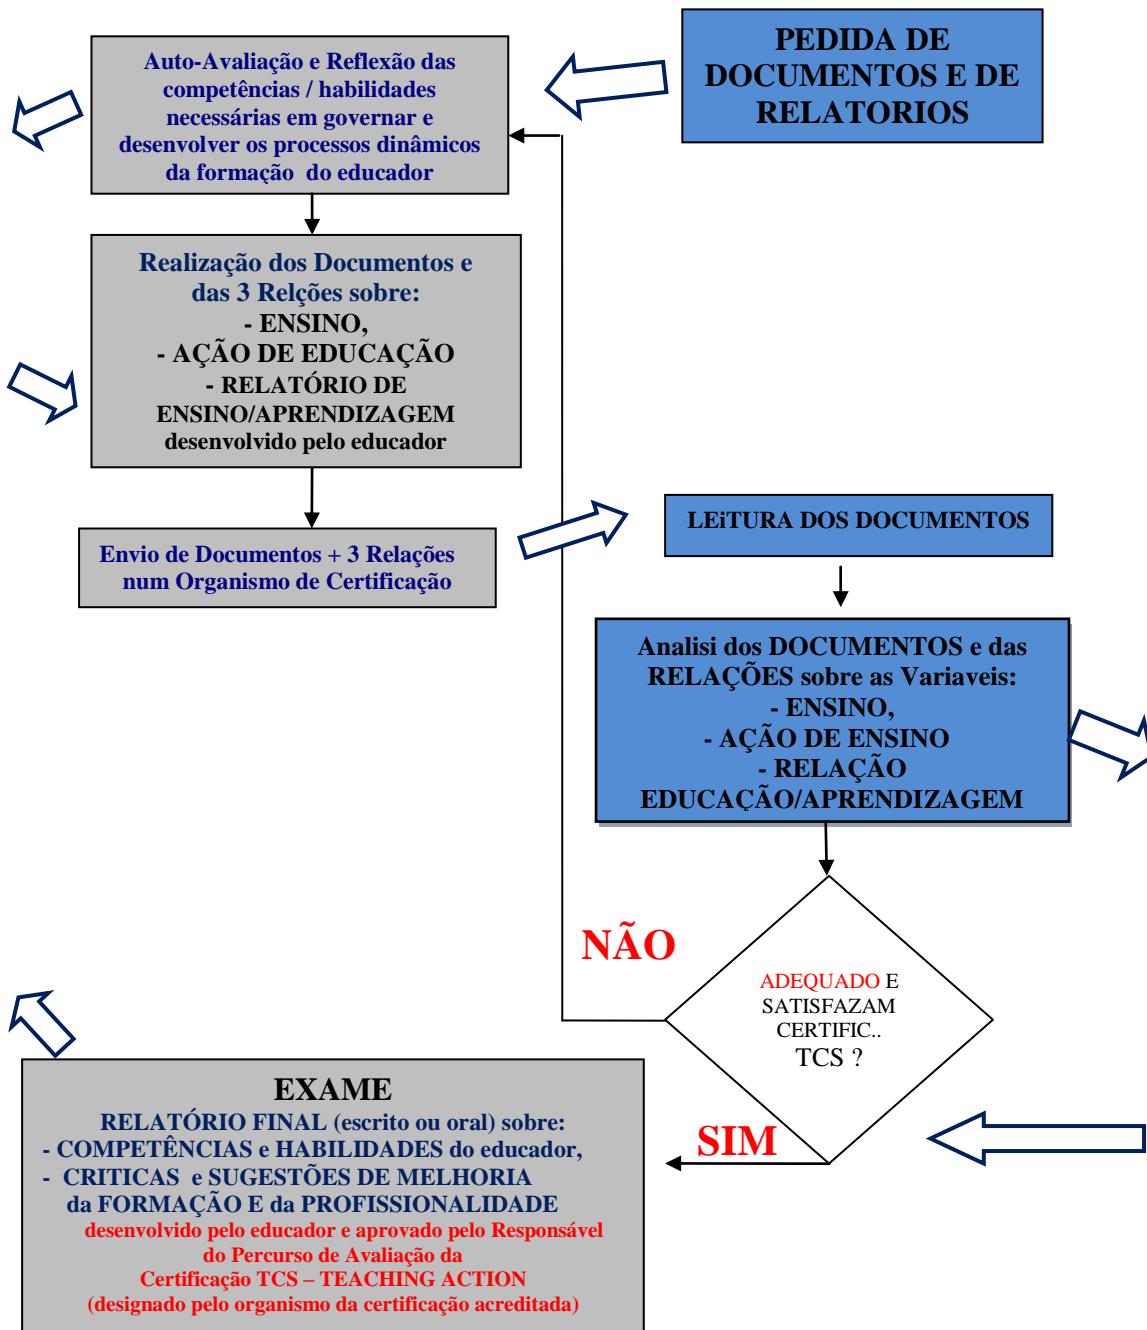 PEDIDA DE
DOCUMENTOS E DE
RELATORIOS
Auto-Avaliação e Reflexão das
competências / habilidades
necessárias em governar e
desenvolver os processos dinâmicos
da formação do educador
Realização dos Documentos e
das 3 Relções sobre:
- ENSINO,
- AÇÃO DE EDUCAÇÃO
- RELATÓRIO DE
ENSINO/APRENDIZAGEM
desenvolvido pelo educador
Envio de Documentos + 3 Relações
num Organismo de Certificação
LEiTURA DOS DOCUMENTOS
Analisi dos DOCUMENTOS e das
RELAÇÕES sobre as Variaveis:
- ENSINO,
- AÇÃO DE ENSINO
- RELAÇÃO
EDUCAÇÃO/APRENDIZAGEM
NÃO
ADEQUADO E
SATISFAZAM
CERTIFIC..
TCS ?
SIM
EXAME
RELATÓRIO FINAL (escrito ou oral) sobre:
- COMPETÊNCIAS e HABILIDADES do educador,
- CRITICAS e SUGESTÕES DE MELHORIA
da FORMAÇÃO E da PROFISSIONALIDADE
desenvolvido pelo educador e aprovado pelo Responsável
do Percurso de Avaliação da
Certificação TCS – TEACHING ACTION
(designado pelo organismo da certificação acreditada)